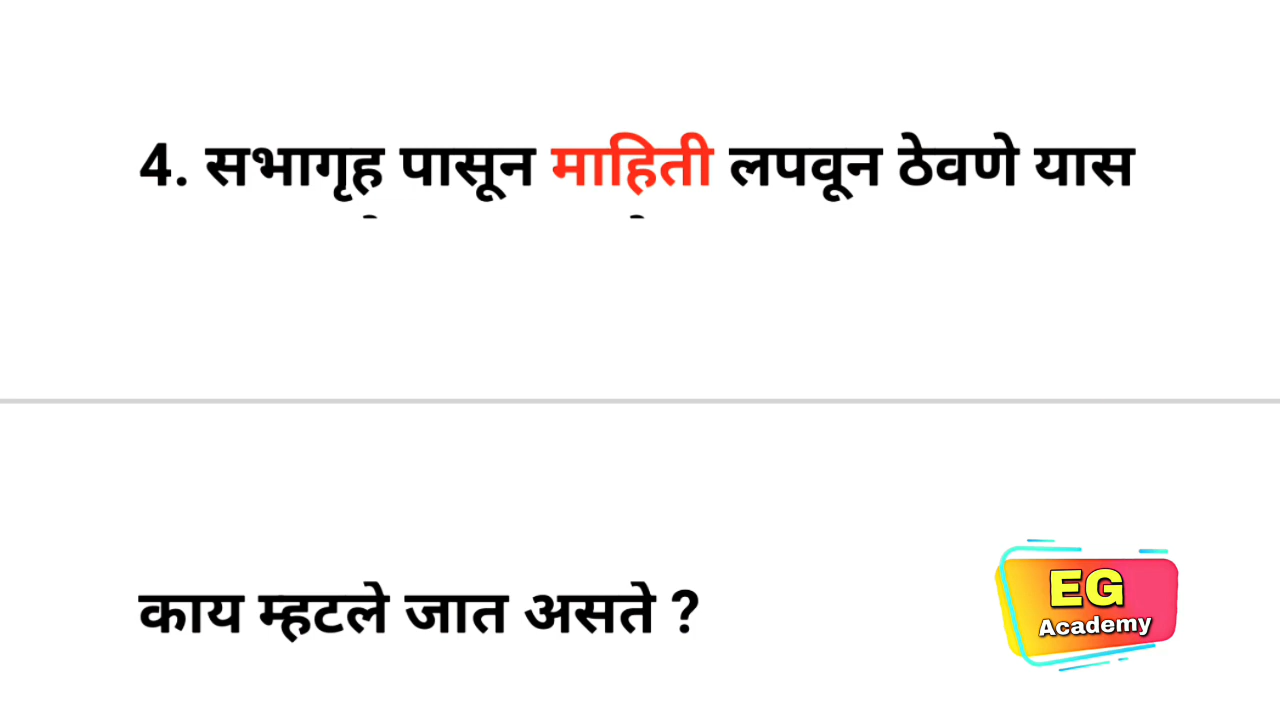 4. सभागृह पासून माहिती लपवून ठेवणे यास
काय म्हटले जात असते ?
EG
Academy